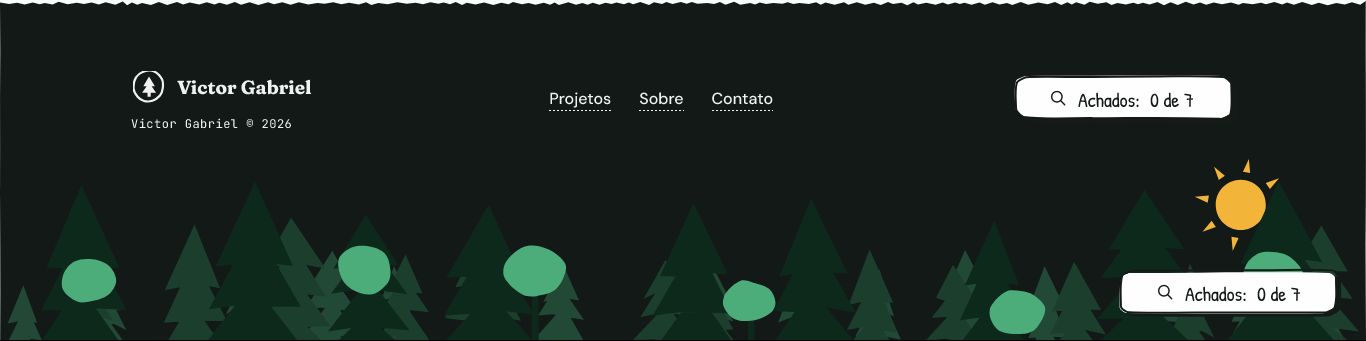 Victor Gabriel
Victor Gabriel © 2026
Projetos Sobre Contato
Achados: 0 de 7
Achados: 0 de 7